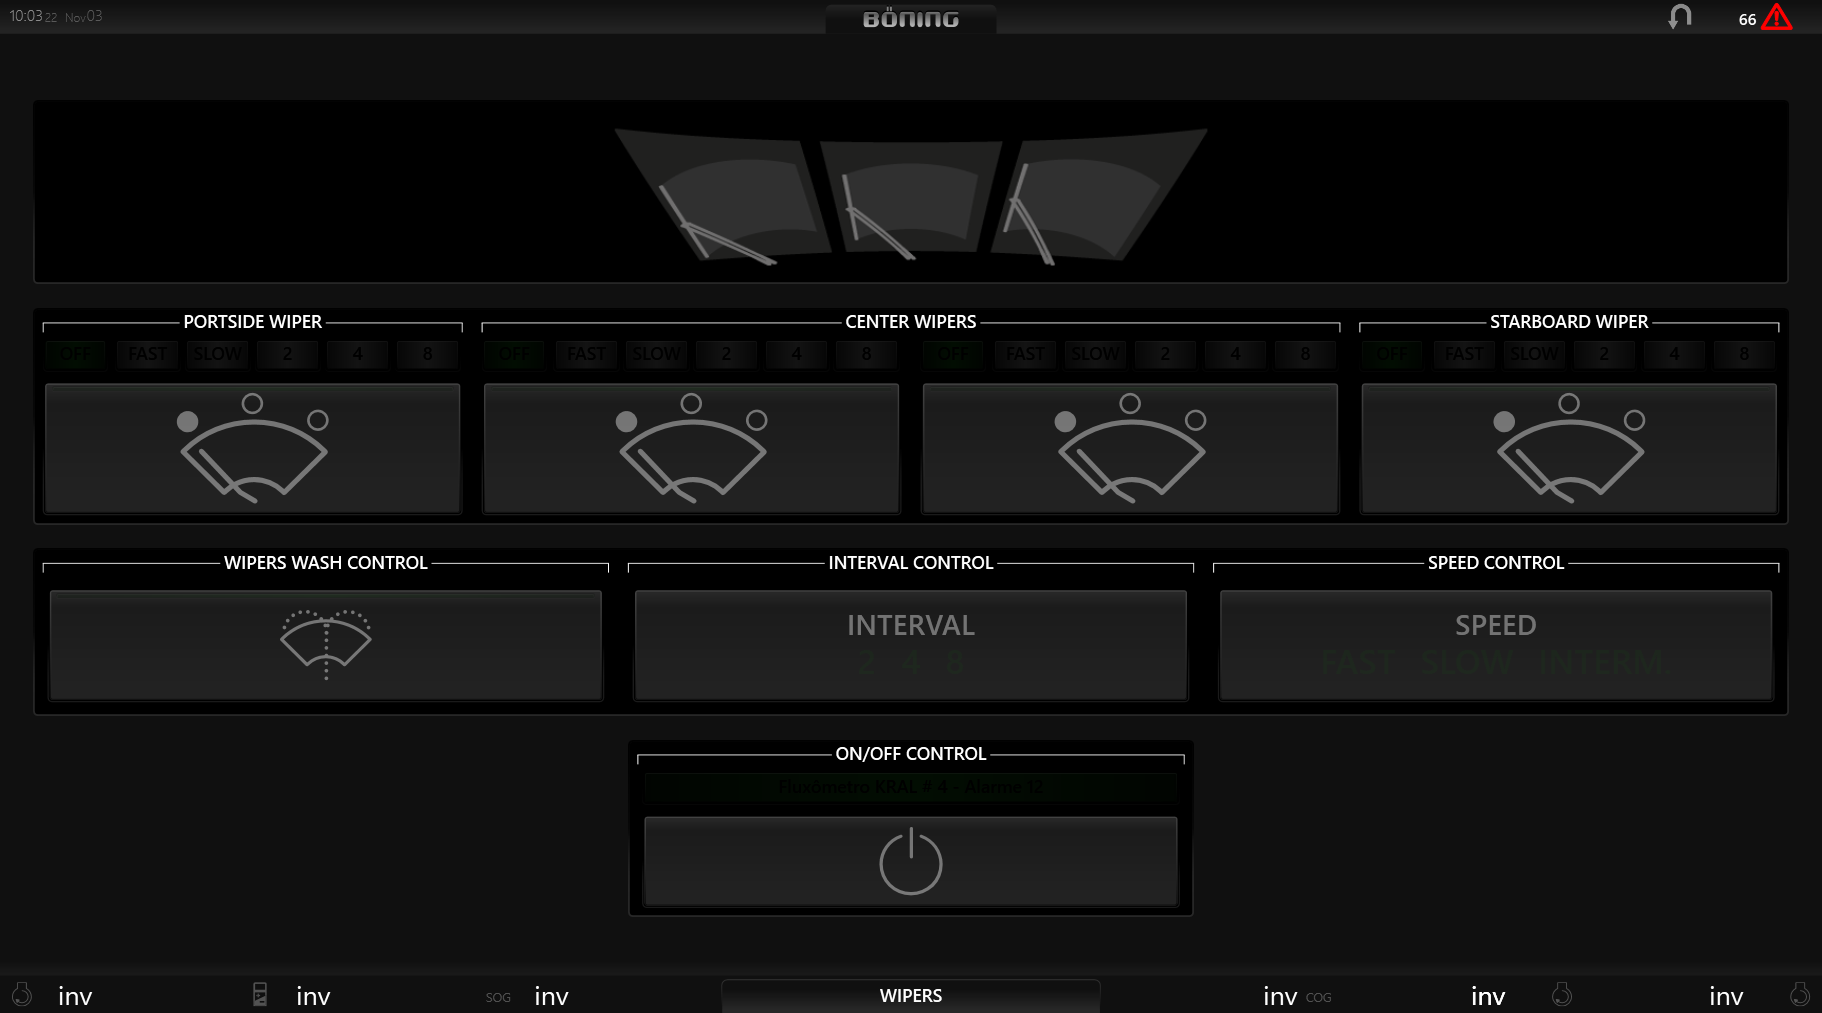 10:03 22 Nov 03
BÖNING
66
PORTSIDE WIPER
CENTER WIPERS
STARBOARD WIPER
OFF FAST SLOW 2 4 8 OFF FAST SLOW 2 4 8 OFF FAST SLOW 2 4 8 OFF FAST SLOW 2 4 8
WIPERS WASH CONTROL
INTERVAL CONTROL
SPEED CONTROL
INTERVAL
2 4 8
SPEED
FAST SLOW INTERM.
ON/OFF CONTROL
Fluxômetro KRAL # 4 - Alarme 12
inv
inv
SOG inv
WIPERS
inv COG
inv
inv